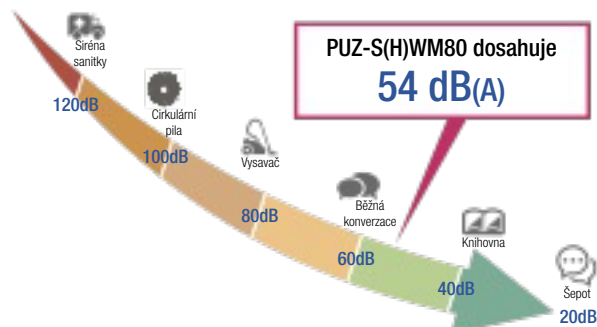 Siréna
sanitky
120dB
Cirkulární
pila
100dB
Vysavač
80dB
PUZ-S(H)WM80 dosahuje
54 dB(A)
Běžná
konverzace
60dB
Knihovna
40dB
Šepot
20dB